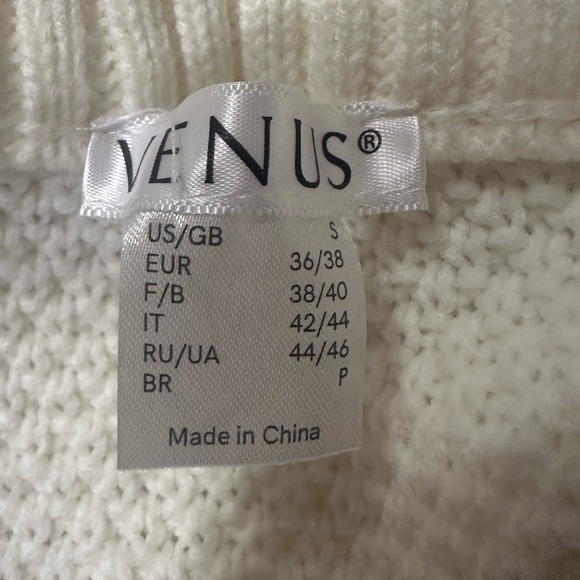 VENUS®
US/GB S
EUR 36/38
F/B 38/40
IT 42/44
RU/UA 44/46
BR P
Made in China